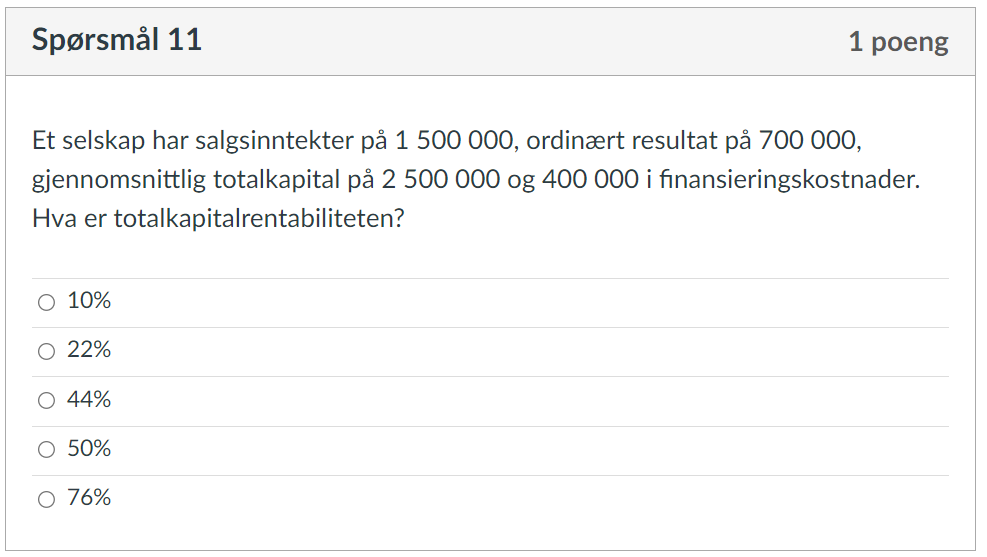 Spørsmål 11
1 poeng
Et selskap har salgsinntekter på 1 500 000, ordinært resultat på 700 000,
gjennomsnittlig totalkapital på 2 500 000 og 400 000 i finansieringskostnader.
Hva er totalkapitalrentabiliteten?
10%
22%
44%
50%
76%